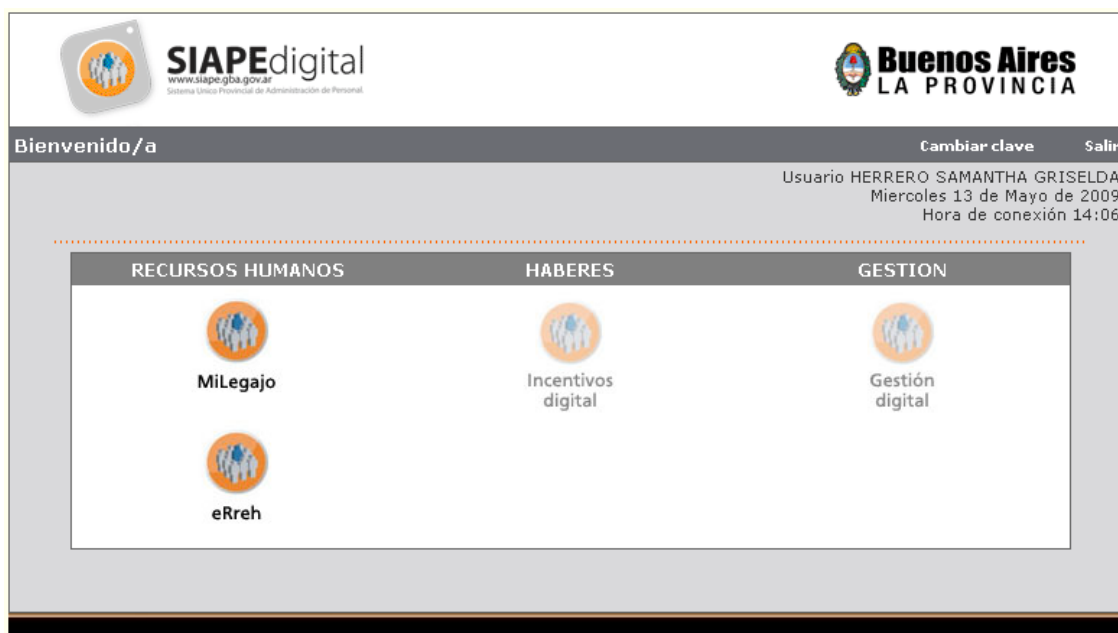 SIAPEdigital
www.siape.gba.gov.ar
Sistema Unico Provincial de Administración de Personal.
Buenos Aires
LA PROVINCIA
Bienvenido/a
Cambiar clave Salir
Usuario HERRERO SAMANTHA GRISELDA
Miercoles 13 de Mayo de 2009
Hora de conexión 14:06
RECURSOS HUMANOS HABERES GESTION
MiLegajo
Incentivos
digital
Gestión
digital
eRreh